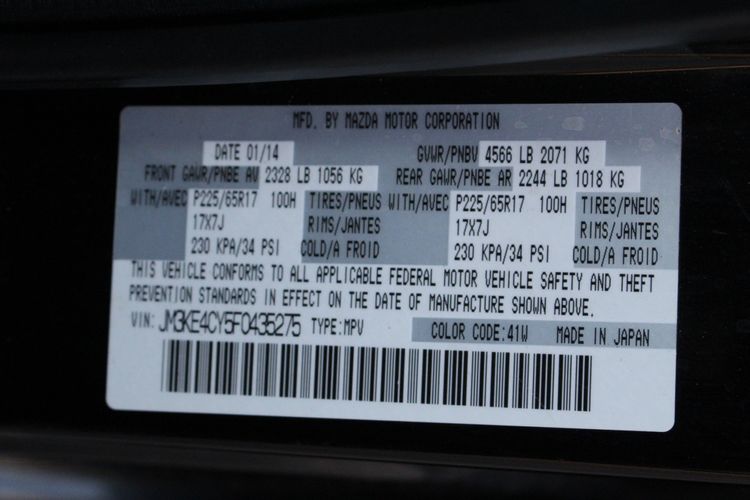 MFD. BY MAZDA MOTOR CORPORATION
DATE 01/14 GVWR/PNBV 4566 LB 2071 KG
FRONT GAWR/PNBE AV 2328 LB 1056 KG REAR GAWR/PNBE AR 2244 LB 1018 KG
WITH/AVEC P225/65R17 100H TIRES/PNEUS WITH/AVEC P225/65R17 100H TIRES/PNEUS
17X7J RIMS/JANTES 17X7J RIMS/JANTES
230 KPA/34 PSI COLD/A FROID 230 KPA/34 PSI COLD/A FROID
THIS VEHICLE CONFORMS TO ALL APPLICABLE FEDERAL MOTOR VEHICLE SAFETY AND THEFT
PREVENTION STANDARDS IN EFFECT ON THE DATE OF MANUFACTURE SHOWN ABOVE.
VIN: JM3KE4CY5F0435275 TYPE:MPV COLOR CODE:41W MADE IN JAPAN